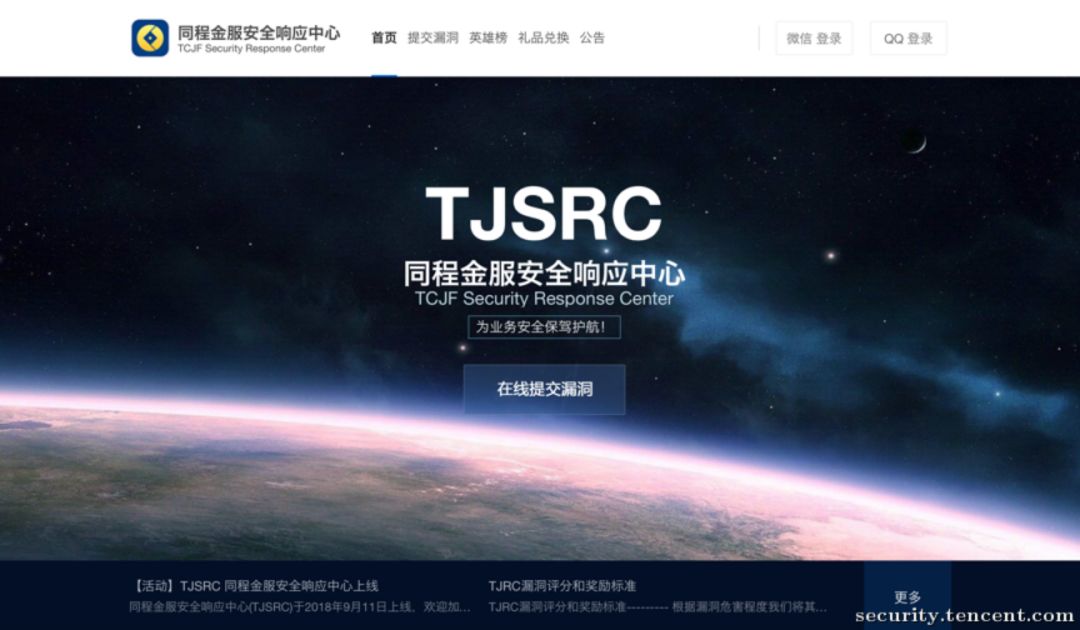 同程金服安全响应中心
TCJF Security Response Center
首页 提交漏洞 英雄榜 礼品兑换 公告
微信 登录 QQ 登录
TJSRC
同程金服安全响应中心
TCJF Security Response Center
为业务安全保驾护航！
在线提交漏洞
【活动】TJSRC 同程金服安全响应中心上线
同程金服安全响应中心(TJSRC)于2018年9月11日上线，欢迎加...
TJRC漏洞评分和奖励标准
TJRC漏洞评分和奖励标准--------- 根据漏洞危害程度我们将其...
更多
security.tencent.com